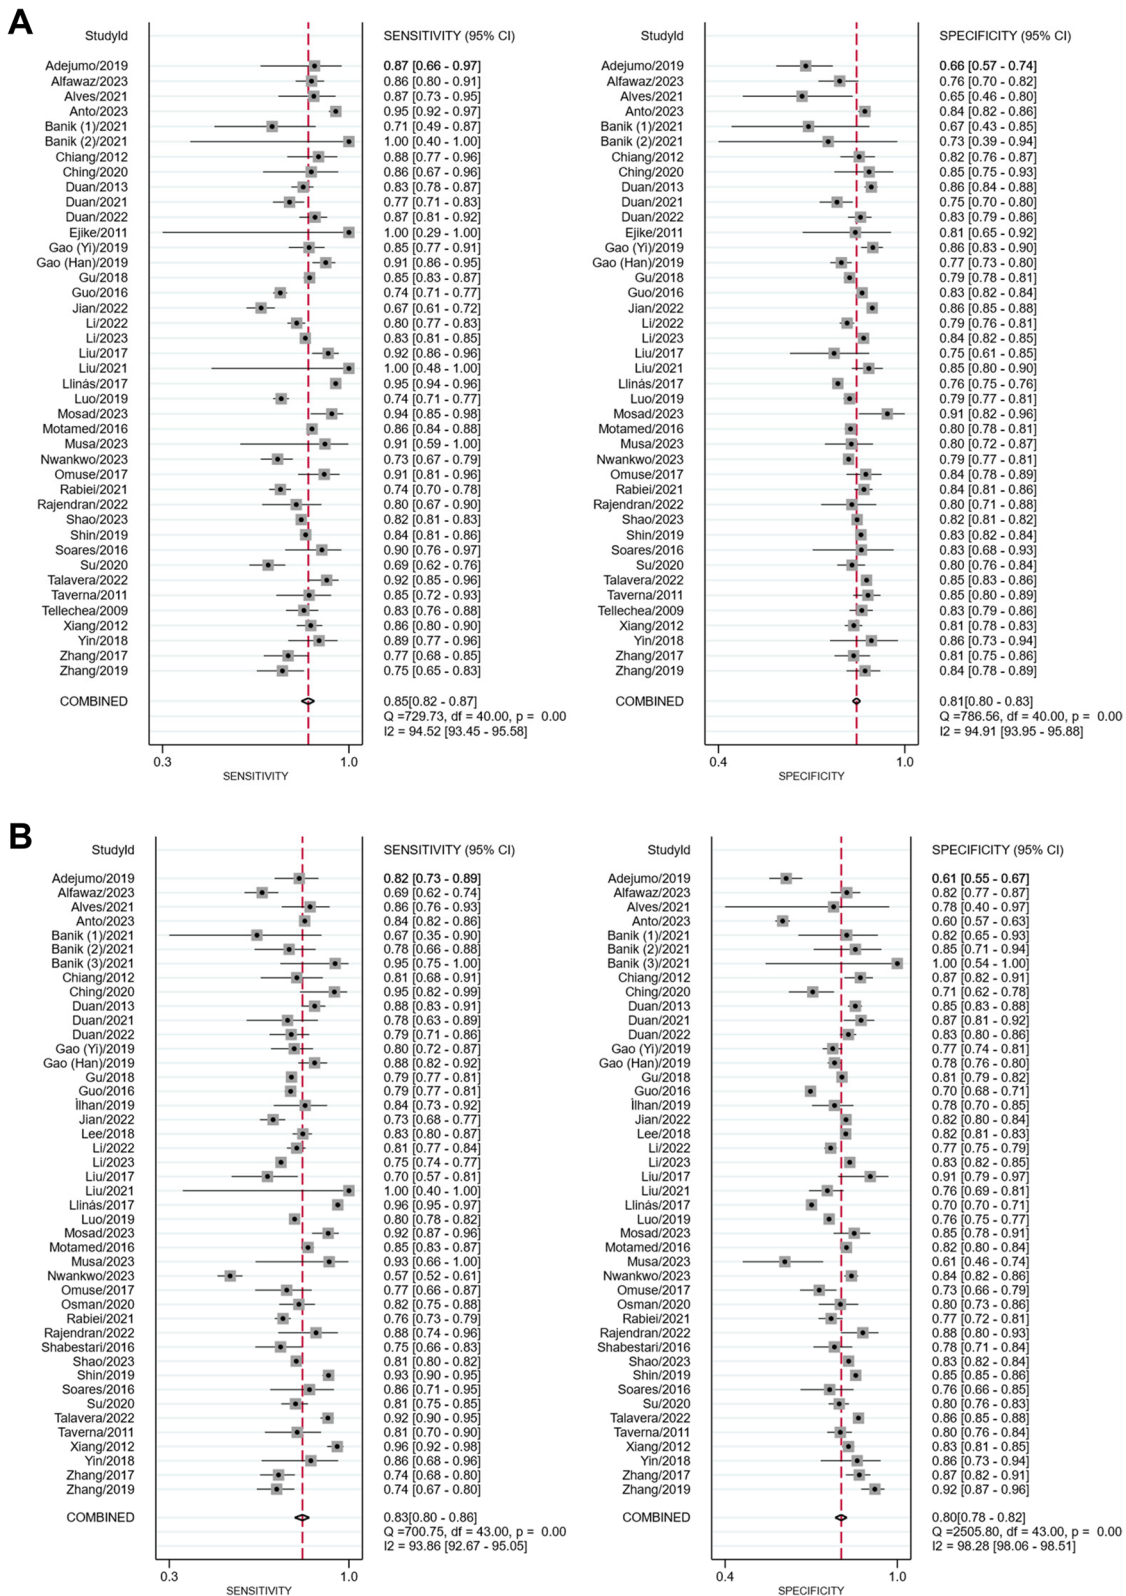 A
StudyId SENSITIVITY (95% CI) StudyId SPECIFICITY (95% CI)
Adejumo/2019 0.87 [0.66 - 0.97] Adejumo/2019 0.66 [0.57 - 0.74]
Alfawaz/2023 0.86 [0.80 - 0.91] Alfawaz/2023 0.76 [0.70 - 0.82]
Alves/2021 0.87 [0.73 - 0.95] Alves/2021 0.65 [0.46 - 0.80]
Anto/2023 0.95 [0.92 - 0.97] Anto/2023 0.84 [0.82 - 0.86]
Banik (1)/2021 0.71 [0.49 - 0.87] Banik (1)/2021 0.67 [0.43 - 0.85]
Banik (2)/2021 1.00 [0.40 - 1.00] Banik (2)/2021 0.73 [0.39 - 0.94]
Chiang/2012 0.88 [0.77 - 0.96] Chiang/2012 0.82 [0.76 - 0.87]
Ching/2020 0.86 [0.67 - 0.96] Ching/2020 0.85 [0.75 - 0.93]
Duan/2013 0.83 [0.78 - 0.87] Duan/2013 0.86 [0.84 - 0.88]
Duan/2021 0.77 [0.71 - 0.83] Duan/2021 0.75 [0.70 - 0.80]
Duan/2022 0.87 [0.81 - 0.92] Duan/2022 0.83 [0.79 - 0.86]
Ejike/2011 1.00 [0.29 - 1.00] Ejike/2011 0.81 [0.65 - 0.92]
Gao (Yi)/2019 0.85 [0.77 - 0.91] Gao (Yi)/2019 0.86 [0.83 - 0.90]
Gao (Han)/2019 0.91 [0.86 - 0.95] Gao (Han)/2019 0.77 [0.73 - 0.80]
Gu/2018 0.85 [0.83 - 0.87] Gu/2018 0.79 [0.78 - 0.81]
Guo/2016 0.74 [0.71 - 0.77] Guo/2016 0.83 [0.82 - 0.84]
Jian/2022 0.67 [0.61 - 0.72] Jian/2022 0.86 [0.85 - 0.88]
Li/2022 0.80 [0.77 - 0.83] Li/2022 0.79 [0.76 - 0.81]
Li/2023 0.83 [0.81 - 0.85] Li/2023 0.84 [0.82 - 0.85]
Liu/2017 0.92 [0.86 - 0.96] Liu/2017 0.75 [0.61 - 0.85]
Liu/2021 1.00 [0.48 - 1.00] Liu/2021 0.85 [0.80 - 0.90]
Llinás/2017 0.95 [0.94 - 0.96] Llinás/2017 0.76 [0.75 - 0.76]
Luo/2019 0.74 [0.71 - 0.77] Luo/2019 0.79 [0.77 - 0.81]
Mosad/2023 0.94 [0.85 - 0.98] Mosad/2023 0.91 [0.82 - 0.96]
Motamed/2016 0.86 [0.84 - 0.88] Motamed/2016 0.80 [0.78 - 0.81]
Musa/2023 0.91 [0.59 - 1.00] Musa/2023 0.80 [0.72 - 0.87]
Nwankwo/2023 0.73 [0.67 - 0.79] Nwankwo/2023 0.79 [0.77 - 0.81]
Omuse/2017 0.91 [0.81 - 0.96] Omuse/2017 0.84 [0.78 - 0.89]
Rabiei/2021 0.74 [0.70 - 0.78] Rabiei/2021 0.84 [0.81 - 0.86]
Rajendran/2022 0.80 [0.67 - 0.90] Rajendran/2022 0.80 [0.71 - 0.88]
Shao/2023 0.82 [0.81 - 0.83] Shao/2023 0.82 [0.81 - 0.82]
Shin/2019 0.84 [0.81 - 0.86] Shin/2019 0.83 [0.82 - 0.84]
Soares/2016 0.90 [0.76 - 0.97] Soares/2016 0.83 [0.68 - 0.93]
Su/2020 0.69 [0.62 - 0.76] Su/2020 0.80 [0.76 - 0.84]
Talavera/2022 0.92 [0.85 - 0.96] Talavera/2022 0.85 [0.83 - 0.86]
Taverna/2011 0.85 [0.72 - 0.93] Taverna/2011 0.85 [0.80 - 0.89]
Tellechea/2009 0.83 [0.76 - 0.88] Tellechea/2009 0.83 [0.79 - 0.86]
Xiang/2012 0.86 [0.80 - 0.90] Xiang/2012 0.81 [0.78 - 0.83]
Yin/2018 0.89 [0.77 - 0.96] Yin/2018 0.86 [0.73 - 0.94]
Zhang/2017 0.77 [0.68 - 0.85] Zhang/2017 0.81 [0.75 - 0.86]
Zhang/2019 0.75 [0.65 - 0.83] Zhang/2019 0.84 [0.78 - 0.89]
COMBINED 0.85[0.82 - 0.87] COMBINED 0.81[0.80 - 0.83]
Q =729.73, df = 40.00, p = 0.00 Q =786.56, df = 40.00, p = 0.00
I2 = 94.52 [93.45 - 95.58] I2 = 94.91 [93.95 - 95.88]
0.3 1.0 0.4 1.0
SENSITIVITY SPECIFICITY
B
StudyId SENSITIVITY (95% CI) StudyId SPECIFICITY (95% CI)
Adejumo/2019 0.82 [0.73 - 0.89] Adejumo/2019 0.61 [0.55 - 0.67]
Alfawaz/2023 0.69 [0.62 - 0.74] Alfawaz/2023 0.82 [0.77 - 0.87]
Alves/2021 0.86 [0.76 - 0.93] Alves/2021 0.78 [0.40 - 0.97]
Anto/2023 0.84 [0.82 - 0.86] Anto/2023 0.60 [0.57 - 0.63]
Banik (1)/2021 0.67 [0.35 - 0.90] Banik (1)/2021 0.82 [0.65 - 0.93]
Banik (2)/2021 0.78 [0.66 - 0.88] Banik (2)/2021 0.85 [0.71 - 0.94]
Banik (3)/2021 0.95 [0.75 - 1.00] Banik (3)/2021 1.00 [0.54 - 1.00]
Chiang/2012 0.81 [0.68 - 0.91] Chiang/2012 0.87 [0.82 - 0.91]
Ching/2020 0.95 [0.82 - 0.99] Ching/2020 0.71 [0.62 - 0.78]
Duan/2013 0.88 [0.83 - 0.91] Duan/2013 0.85 [0.83 - 0.88]
Duan/2021 0.78 [0.63 - 0.89] Duan/2021 0.87 [0.81 - 0.92]
Duan/2022 0.79 [0.71 - 0.86] Duan/2022 0.83 [0.80 - 0.86]
Gao (Yi)/2019 0.80 [0.72 - 0.87] Gao (Yi)/2019 0.77 [0.74 - 0.81]
Gao (Han)/2019 0.88 [0.82 - 0.92] Gao (Han)/2019 0.78 [0.76 - 0.80]
Gu/2018 0.79 [0.77 - 0.81] Gu/2018 0.81 [0.79 - 0.82]
Guo/2016 0.79 [0.77 - 0.81] Guo/2016 0.70 [0.68 - 0.71]
İlhan/2019 0.84 [0.73 - 0.92] İlhan/2019 0.78 [0.70 - 0.85]
Jian/2022 0.73 [0.68 - 0.77] Jian/2022 0.82 [0.80 - 0.84]
Lee/2018 0.83 [0.80 - 0.87] Lee/2018 0.82 [0.81 - 0.83]
Li/2022 0.81 [0.77 - 0.84] Li/2022 0.77 [0.75 - 0.79]
Li/2023 0.75 [0.74 - 0.77] Li/2023 0.83 [0.82 - 0.85]
Liu/2017 0.70 [0.57 - 0.81] Liu/2017 0.91 [0.79 - 0.97]
Liu/2021 1.00 [0.40 - 1.00] Liu/2021 0.76 [0.69 - 0.81]
Llinás/2017 0.96 [0.95 - 0.97] Llinás/2017 0.70 [0.70 - 0.71]
Luo/2019 0.80 [0.78 - 0.82] Luo/2019 0.76 [0.75 - 0.77]
Mosad/2023 0.92 [0.87 - 0.96] Mosad/2023 0.85 [0.78 - 0.91]
Motamed/2016 0.85 [0.83 - 0.87] Motamed/2016 0.82 [0.80 - 0.84]
Musa/2023 0.93 [0.66 - 1.00] Musa/2023 0.61 [0.46 - 0.74]
Nwankwo/2023 0.57 [0.52 - 0.61] Nwankwo/2023 0.84 [0.82 - 0.86]
Omuse/2017 0.77 [0.66 - 0.87] Omuse/2017 0.73 [0.66 - 0.79]
Osman/2020 0.82 [0.75 - 0.88] Osman/2020 0.80 [0.73 - 0.86]
Rabiei/2021 0.76 [0.73 - 0.79] Rabiei/2021 0.77 [0.72 - 0.81]
Rajendran/2022 0.88 [0.74 - 0.96] Rajendran/2022 0.88 [0.80 - 0.93]
Shabestari/2016 0.75 [0.66 - 0.83] Shabestari/2016 0.78 [0.71 - 0.84]
Shao/2023 0.81 [0.80 - 0.82] Shao/2023 0.83 [0.82 - 0.84]
Shin/2019 0.93 [0.90 - 0.95] Shin/2019 0.85 [0.85 - 0.86]
Soares/2016 0.86 [0.71 - 0.95] Soares/2016 0.76 [0.66 - 0.85]
Su/2020 0.81 [0.75 - 0.85] Su/2020 0.80 [0.76 - 0.83]
Talavera/2022 0.92 [0.90 - 0.95] Talavera/2022 0.86 [0.85 - 0.88]
Taverna/2011 0.81 [0.70 - 0.90] Taverna/2011 0.80 [0.76 - 0.84]
Xiang/2012 0.96 [0.92 - 0.98] Xiang/2012 0.83 [0.81 - 0.85]
Yin/2018 0.86 [0.68 - 0.96] Yin/2018 0.86 [0.73 - 0.94]
Zhang/2017 0.74 [0.68 - 0.80] Zhang/2017 0.87 [0.82 - 0.91]
Zhang/2019 0.74 [0.67 - 0.80] Zhang/2019 0.92 [0.87 - 0.96]
COMBINED 0.83[0.80 - 0.86] COMBINED 0.80[0.78 - 0.82]
Q =700.75, df = 43.00, p = 0.00 Q =2505.80, df = 43.00, p = 0.00
I2 = 93.86 [92.67 - 95.05] I2 = 98.28 [98.06 - 98.51]
0.3 1.0 0.4 1.0
SENSITIVITY SPECIFICITY